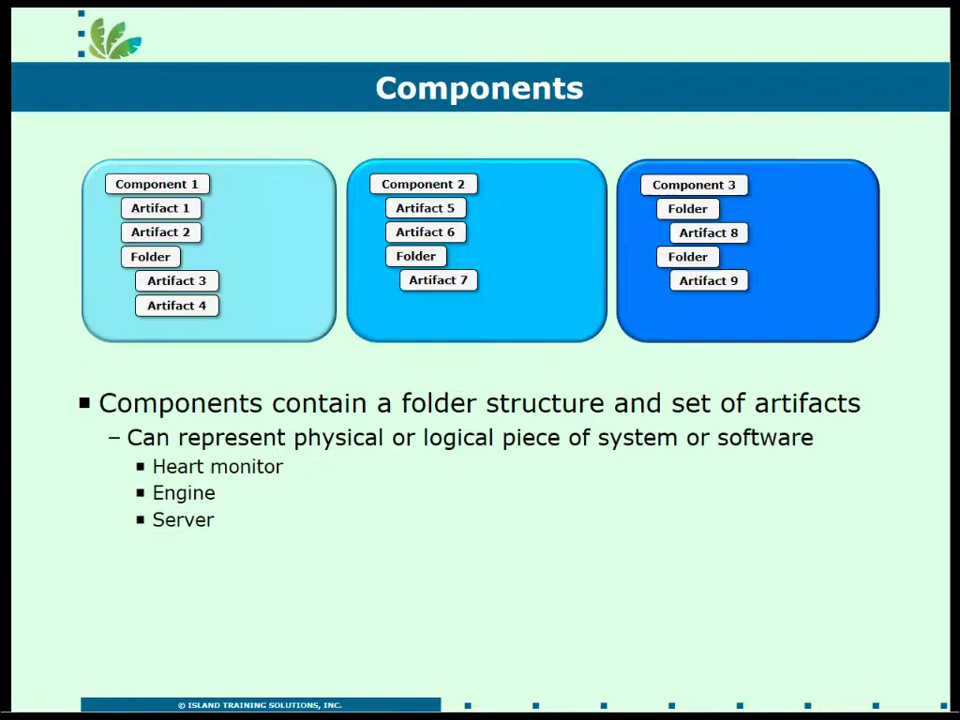 Components
Component 1
Artifact 1
Artifact 2
Folder
Artifact 3
Artifact 4
Component 2
Artifact 5
Artifact 6
Folder
Artifact 7
Component 3
Folder
Artifact 8
Folder
Artifact 9
■ Components contain a folder structure and set of artifacts
– Can represent physical or logical piece of system or software
■ Heart monitor
■ Engine
■ Server
© ISLAND TRAINING SOLUTIONS, INC.